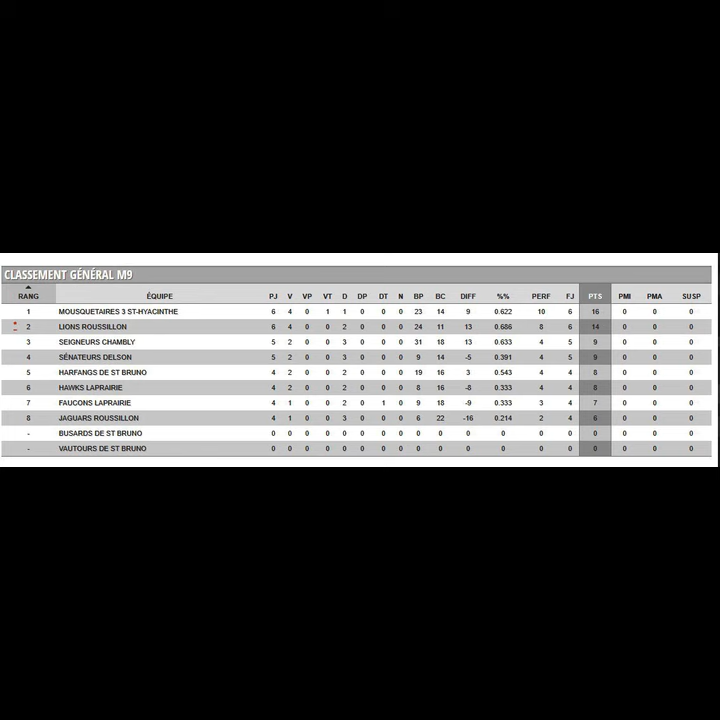 CLASSEMENT GÉNÉRAL M9
RANG ÉQUIPE PJ V VP VT D DP DT N BP BC DIFF %% PERF FJ PTS PMI PMA SUSP
1 MOUSQUETAIRES 3 ST-HYACINTHE 6 4 0 1 1 0 0 0 23 14 9 0.622 10 6 16 0 0 0
* 2 LIONS ROUSSILLON 6 4 0 0 2 0 0 0 24 11 13 0.686 8 6 14 0 0 0
3 SEIGNEURS CHAMBLY 5 2 0 0 3 0 0 0 31 18 13 0.633 4 5 9 0 0 0
4 SÉNATEURS DELSON 5 2 0 0 3 0 0 0 9 14 -5 0.391 4 5 9 0 0 0
5 HARFANGS DE ST BRUNO 4 2 0 0 2 0 0 0 19 16 3 0.543 4 4 8 0 0 0
6 HAWKS LAPRAIRIE 4 2 0 0 2 0 0 0 8 16 -8 0.333 4 4 8 0 0 0
7 FAUCONS LAPRAIRIE 4 1 0 0 2 0 1 0 9 18 -9 0.333 3 4 7 0 0 0
8 JAGUARS ROUSSILLON 4 1 0 0 3 0 0 0 6 22 -16 0.214 2 4 6 0 0 0
- BUSARDS DE ST BRUNO 0 0 0 0 0 0 0 0 0 0 0 0 0 0 0 0 0 0
- VAUTOURS DE ST BRUNO 0 0 0 0 0 0 0 0 0 0 0 0 0 0 0 0 0 0